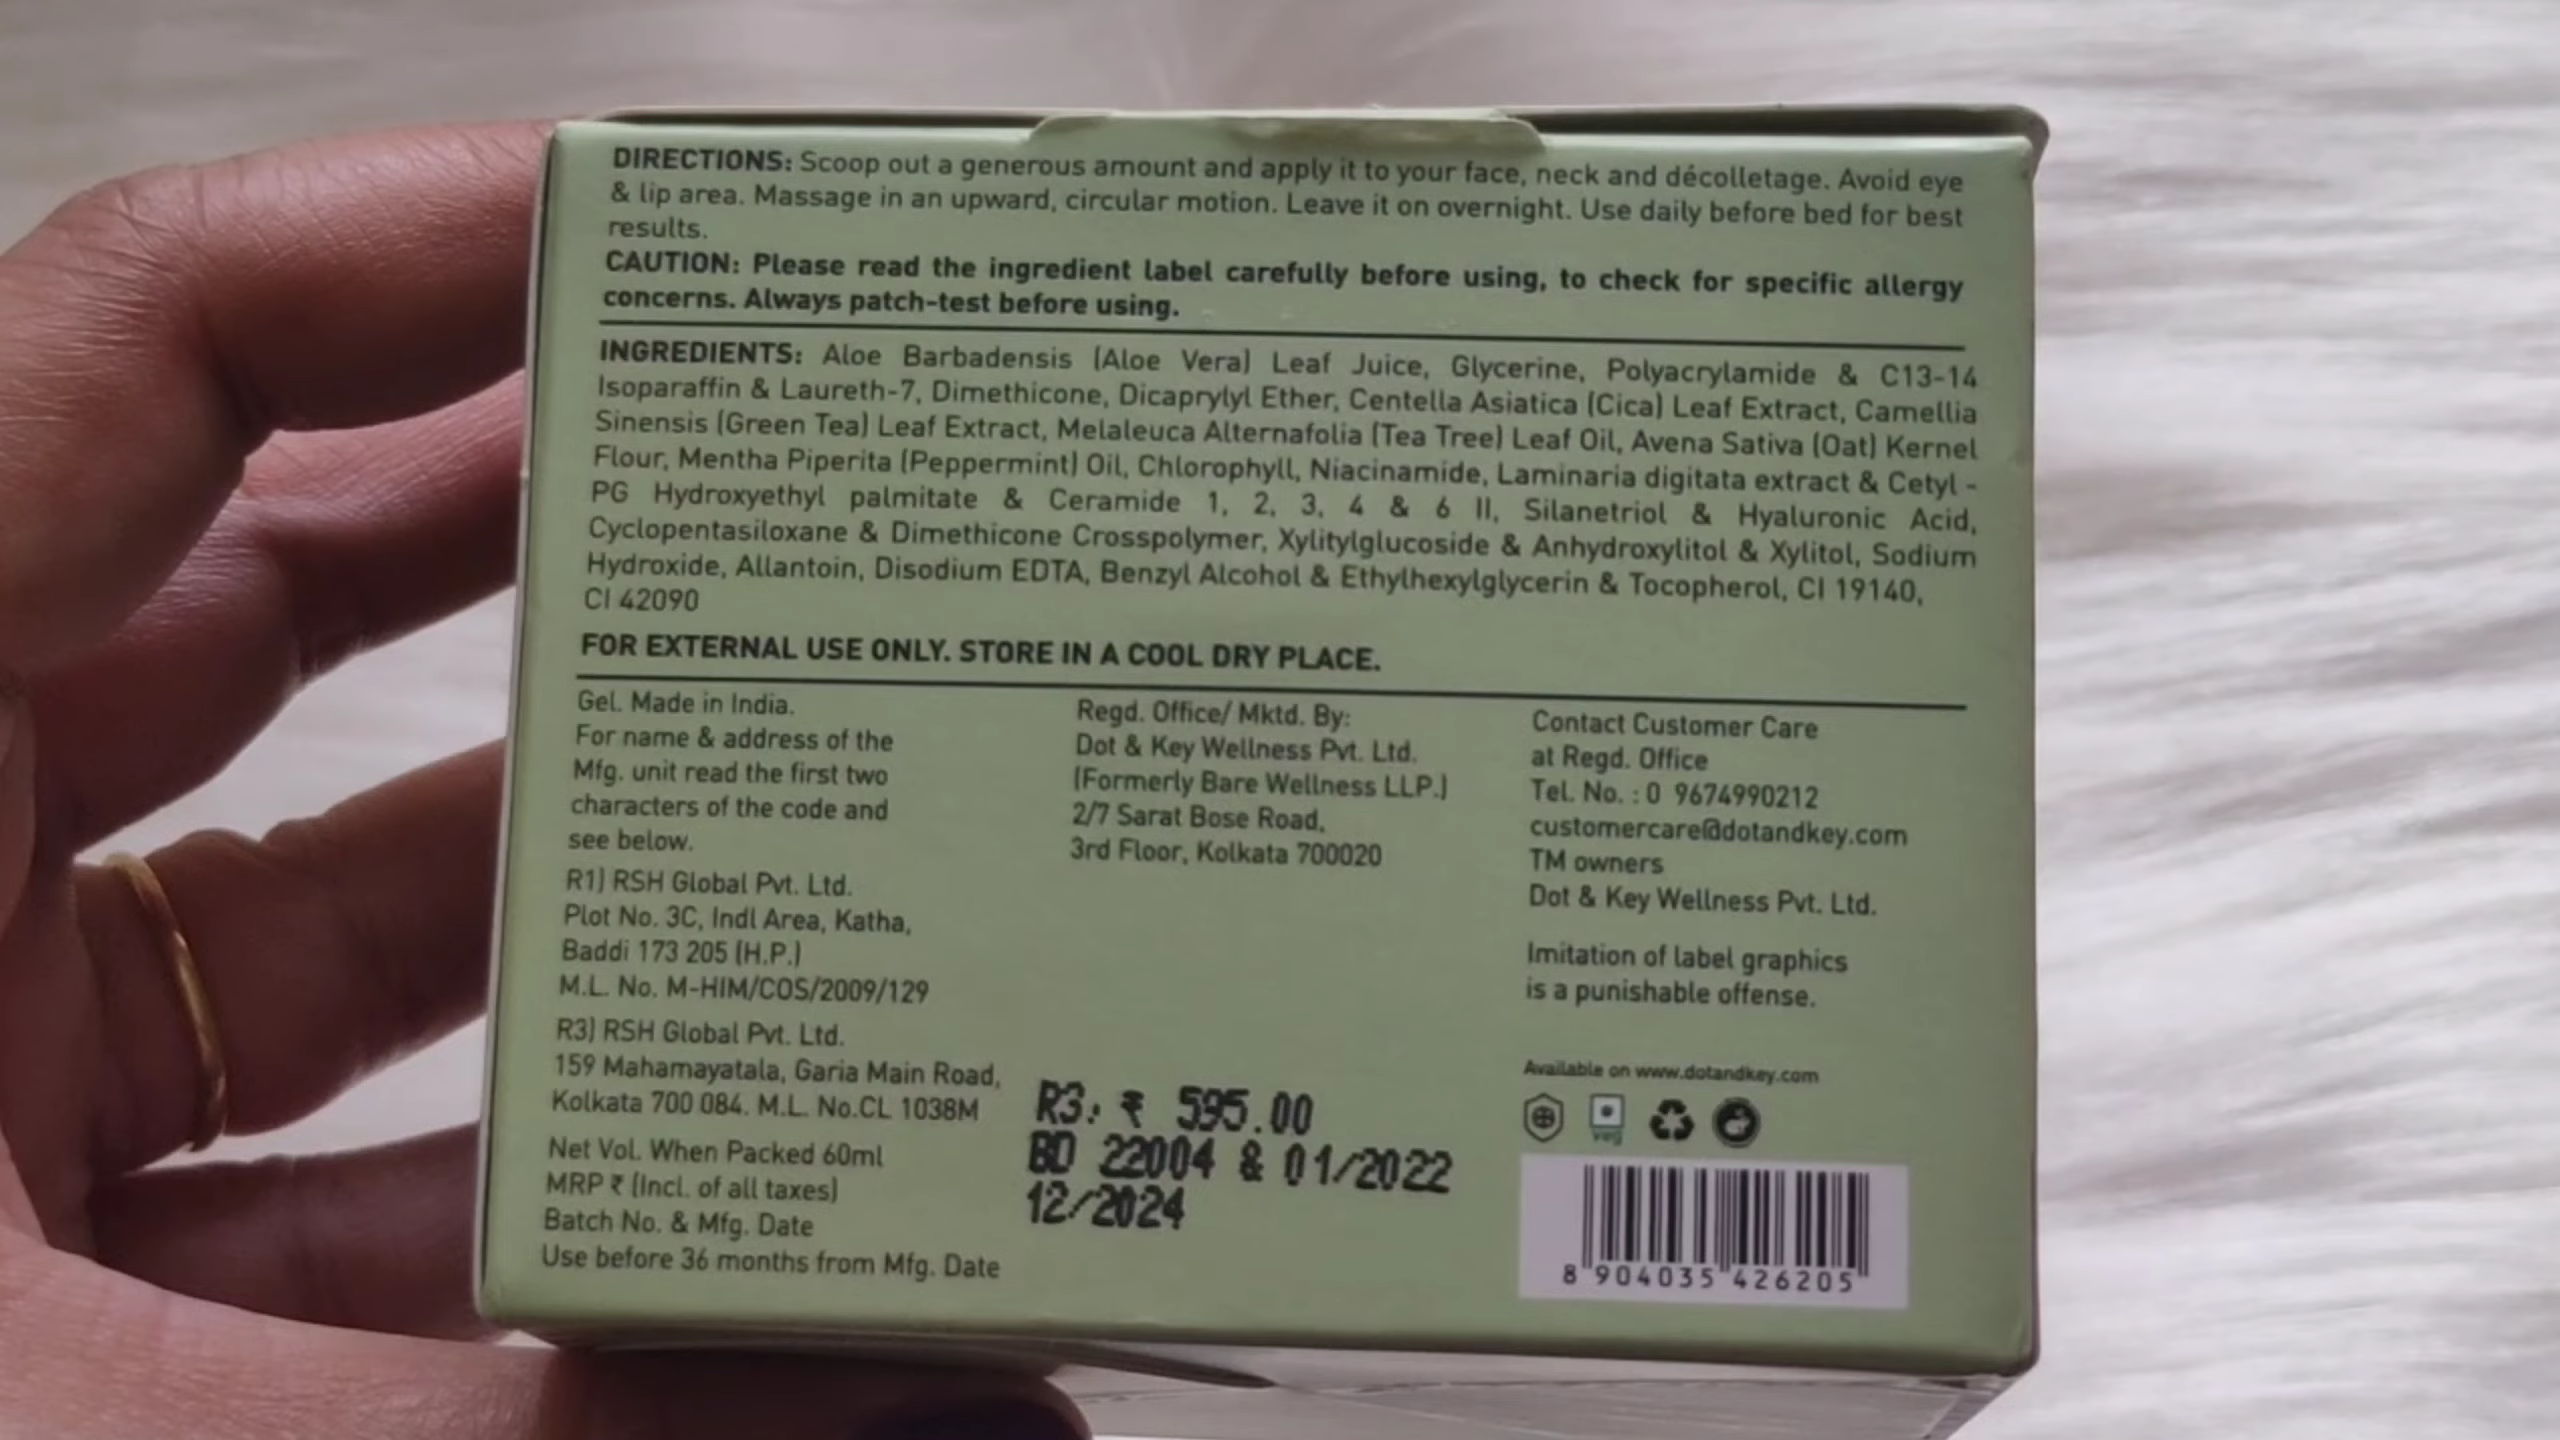 DIRECTIONS: Scoop out a generous amount and apply it to your face, neck and décolletage. Avoid eye
& lip area. Massage in an upward, circular motion. Leave it on overnight. Use daily before bed for best
results.
CAUTION: Please read the ingredient label carefully before using, to check for specific allergy
concerns. Always patch-test before using.
INGREDIENTS: Aloe Barbadensis (Aloe Vera) Leaf Juice, Glycerine, Polyacrylamide & C13-14
Isoparaffin & Laureth-7, Dimethicone, Dicaprylyl Ether, Centella Asiatica (Cica) Leaf Extract, Camellia
Sinensis (Green Tea) Leaf Extract, Melaleuca Alternafolia (Tea Tree) Leaf Oil, Avena Sativa (Oat) Kernel
Flour, Mentha Piperita (Peppermint) Oil, Chlorophyll, Niacinamide, Laminaria digitata extract & Cetyl -
PG Hydroxyethyl palmitate & Ceramide 1, 2, 3, 4 & 6 II, Silanetriol & Hyaluronic Acid,
Cyclopentasiloxane & Dimethicone Crosspolymer, Xylitylglucoside & Anhydroxylitol & Xylitol, Sodium
Hydroxide, Allantoin, Disodium EDTA, Benzyl Alcohol & Ethylhexylglycerin & Tocopherol, CI 19140,
CI 42090
FOR EXTERNAL USE ONLY. STORE IN A COOL DRY PLACE.
Gel. Made in India.
For name & address of the
Mfg. unit read the first two
characters of the code and
see below.
R1) RSH Global Pvt. Ltd.
Plot No. 3C, Indl Area, Katha,
Baddi 173 205 (H.P.)
M.L. No. M-HIM/COS/2009/129
R3) RSH Global Pvt. Ltd.
159 Mahamayatala, Garia Main Road,
Kolkata 700 084. M.L. No.CL 1038M
Net Vol. When Packed 60ml
MRP ₹ (Incl. of all taxes)
Batch No. & Mfg. Date
Use before 36 months from Mfg. Date
Regd. Office/ Mktd. By:
Dot & Key Wellness Pvt. Ltd.
(Formerly Bare Wellness LLP.)
2/7 Sarat Bose Road,
3rd Floor, Kolkata 700020
R3: ₹ 595.00
BD 22004 & 01/2022
12/2024
Contact Customer Care
at Regd. Office
Tel. No. : 0 9674990212
customercare@dotandkey.com
TM owners
Dot & Key Wellness Pvt. Ltd.
Imitation of label graphics
is a punishable offense.
Available on www.dotandkey.com
veg
8 904035 426205